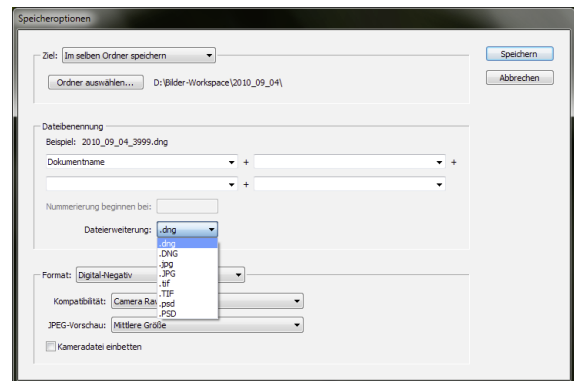 Speicheroptionen
Ziel: Im selben Ordner speichern
Speichern
Ordner auswählen... D:\Bilder-Workspace\2010_09_04\
Abbrechen
Dateibenennung
Beispiel: 2010_09_04_3999.dng
Dokumentname + +
+
Nummerierung beginnen bei:
Dateierweiterung: .dng
.dng
.DNG
.jpg
.JPG
.tif
.TIF
.psd
.PSD
Format: Digital-Negativ
Kompatibilität: Camera Raw
JPEG-Vorschau: Mittlere Größe
Kameradatei einbetten